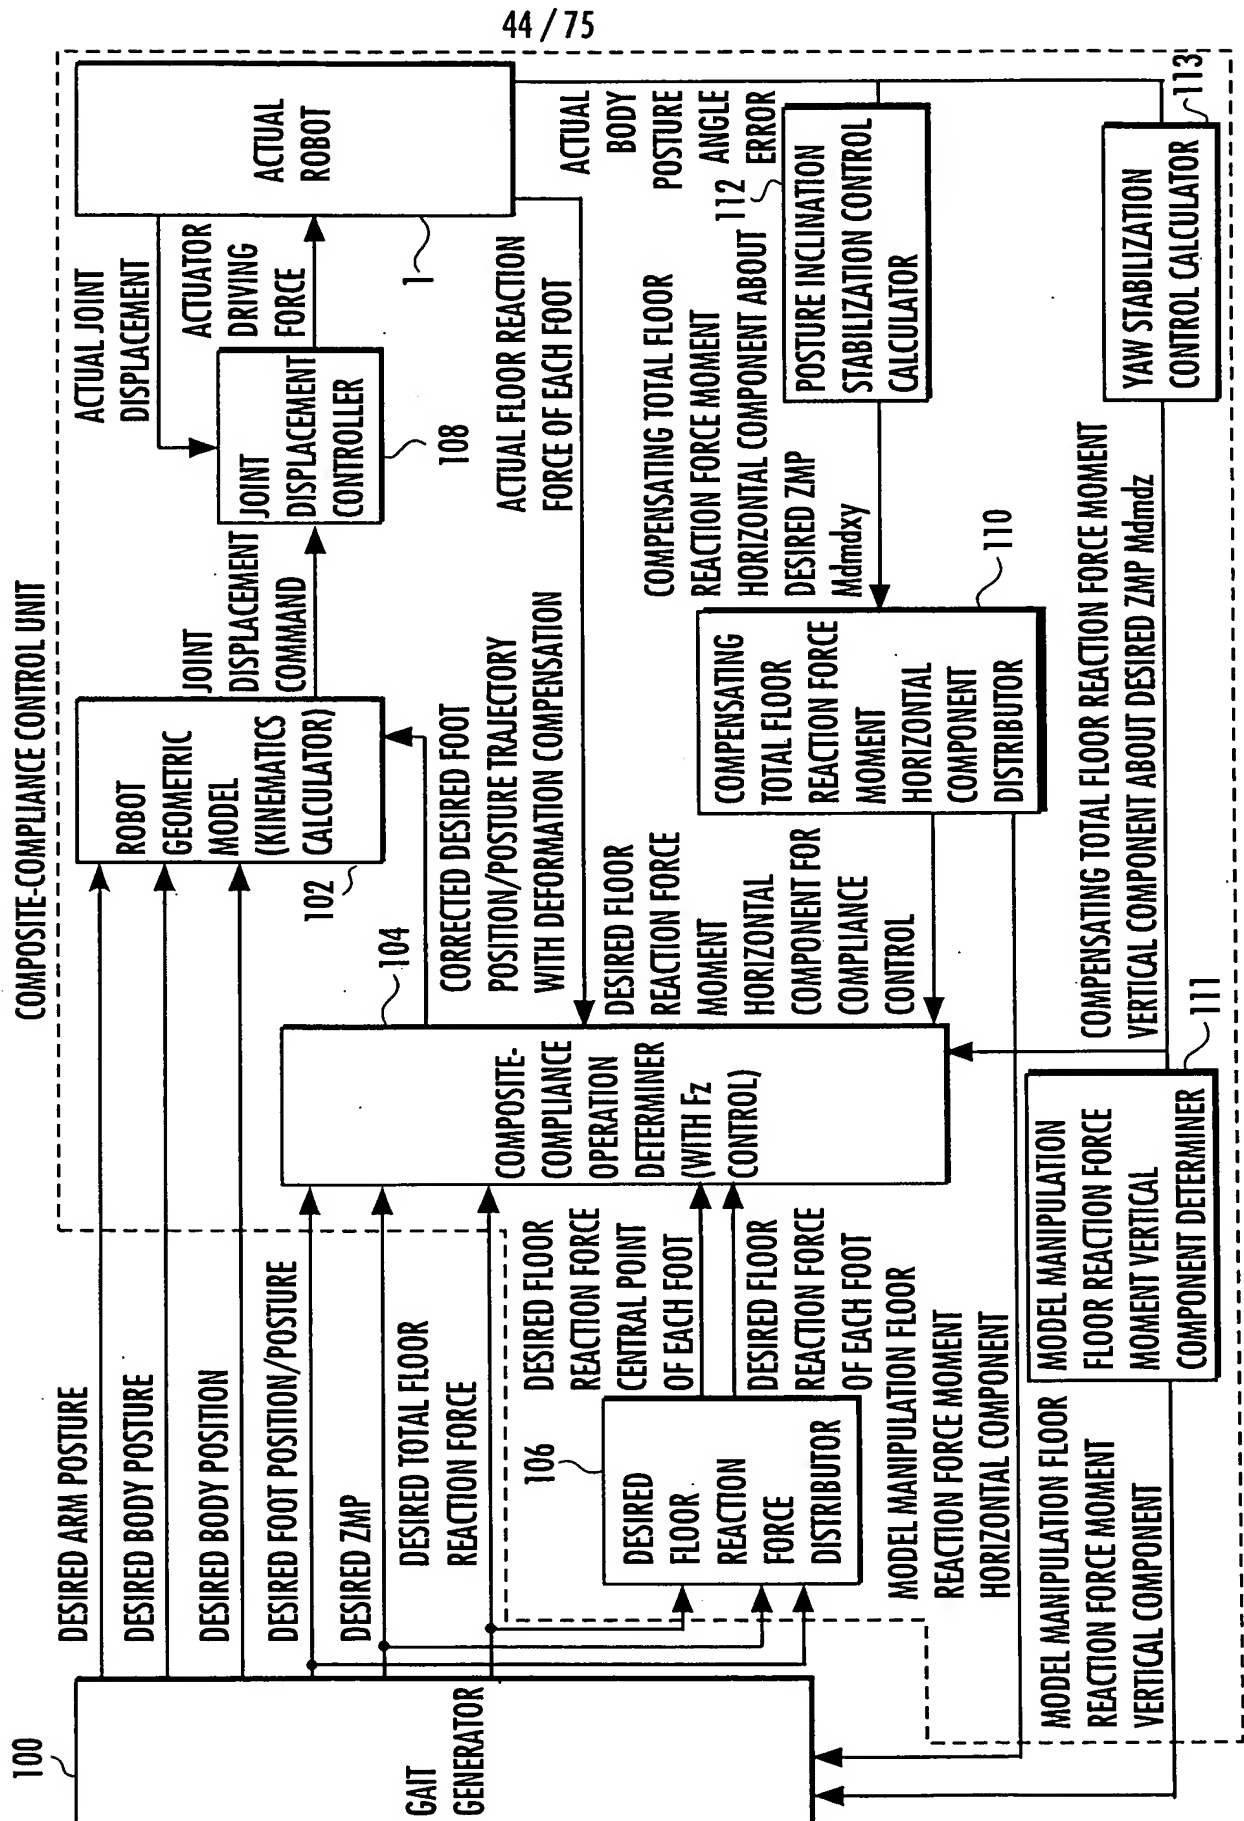 44 / 75
COMPOSITE-COMPLIANCE CONTROL UNIT
100
GAIT
GENERATOR
DESIRED ARM POSTURE
DESIRED BODY POSTURE
DESIRED BODY POSITION
DESIRED FOOT POSITION/POSTURE
DESIRED ZMP
DESIRED TOTAL FLOOR
REACTION FORCE
ROBOT
GEOMETRIC
MODEL
(KINEMATICS
CALCULATOR)
102
JOINT
DISPLACEMENT
COMMAND
JOINT
DISPLACEMENT
CONTROLLER
108
ACTUAL JOINT
DISPLACEMENT
ACTUATOR
DRIVING
FORCE
ACTUAL
ROBOT
1
104
CORRECTED DESIRED FOOT
POSITION/POSTURE TRAJECTORY
WITH DEFORMATION COMPENSATION
ACTUAL FLOOR REACTION
FORCE OF EACH FOOT
COMPOSITE-
COMPLIANCE
OPERATION
DETERMINER
(WITH Fz
CONTROL)
106
DESIRED
FLOOR
REACTION
FORCE
DISTRIBUTOR
DESIRED FLOOR
REACTION FORCE
CENTRAL POINT
OF EACH FOOT
DESIRED FLOOR
REACTION FORCE
OF EACH FOOT
DESIRED FLOOR
REACTION FORCE
MOMENT
HORIZONTAL
COMPONENT FOR
COMPLIANCE
CONTROL
ACTUAL
BODY
POSTURE
ANGLE
ERROR
112
POSTURE INCLINATION
STABILIZATION CONTROL
CALCULATOR
COMPENSATING TOTAL FLOOR
REACTION FORCE MOMENT
HORIZONTAL COMPONENT ABOUT
DESIRED ZMP
Mdmdxy
110
COMPENSATING
TOTAL FLOOR
REACTION FORCE
MOMENT
HORIZONTAL
COMPONENT
DISTRIBUTOR
MODEL MANIPULATION FLOOR
REACTION FORCE MOMENT
HORIZONTAL COMPONENT
113
YAW STABILIZATION
CONTROL CALCULATOR
COMPENSATING TOTAL FLOOR REACTION FORCE MOMENT
VERTICAL COMPONENT ABOUT DESIRED ZMP Mdmdz
111
MODEL MANIPULATION
FLOOR REACTION FORCE
MOMENT VERTICAL
COMPONENT DETERMINER
MODEL MANIPULATION FLOOR
REACTION FORCE MOMENT
VERTICAL COMPONENT